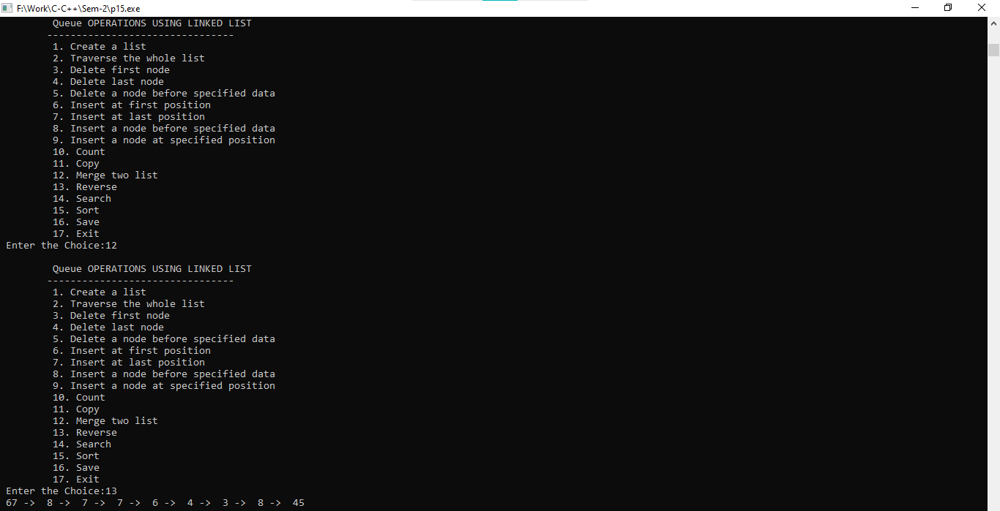 F:\Work\C-C++\Sem-2\p15.exe
Queue OPERATIONS USING LINKED LIST
--------------------------------
1. Create a list
2. Traverse the whole list
3. Delete first node
4. Delete last node
5. Delete a node before specified data
6. Insert at first position
7. Insert at last position
8. Insert a node before specified data
9. Insert a node at specified position
10. Count
11. Copy
12. Merge two list
13. Reverse
14. Search
15. Sort
16. Save
17. Exit
Enter the Choice:12
Queue OPERATIONS USING LINKED LIST
--------------------------------
1. Create a list
2. Traverse the whole list
3. Delete first node
4. Delete last node
5. Delete a node before specified data
6. Insert at first position
7. Insert at last position
8. Insert a node before specified data
9. Insert a node at specified position
10. Count
11. Copy
12. Merge two list
13. Reverse
14. Search
15. Sort
16. Save
17. Exit
Enter the Choice:13
67 ->  8 ->  7 ->  7 ->  6 ->  4 ->  3 ->  8 ->  45